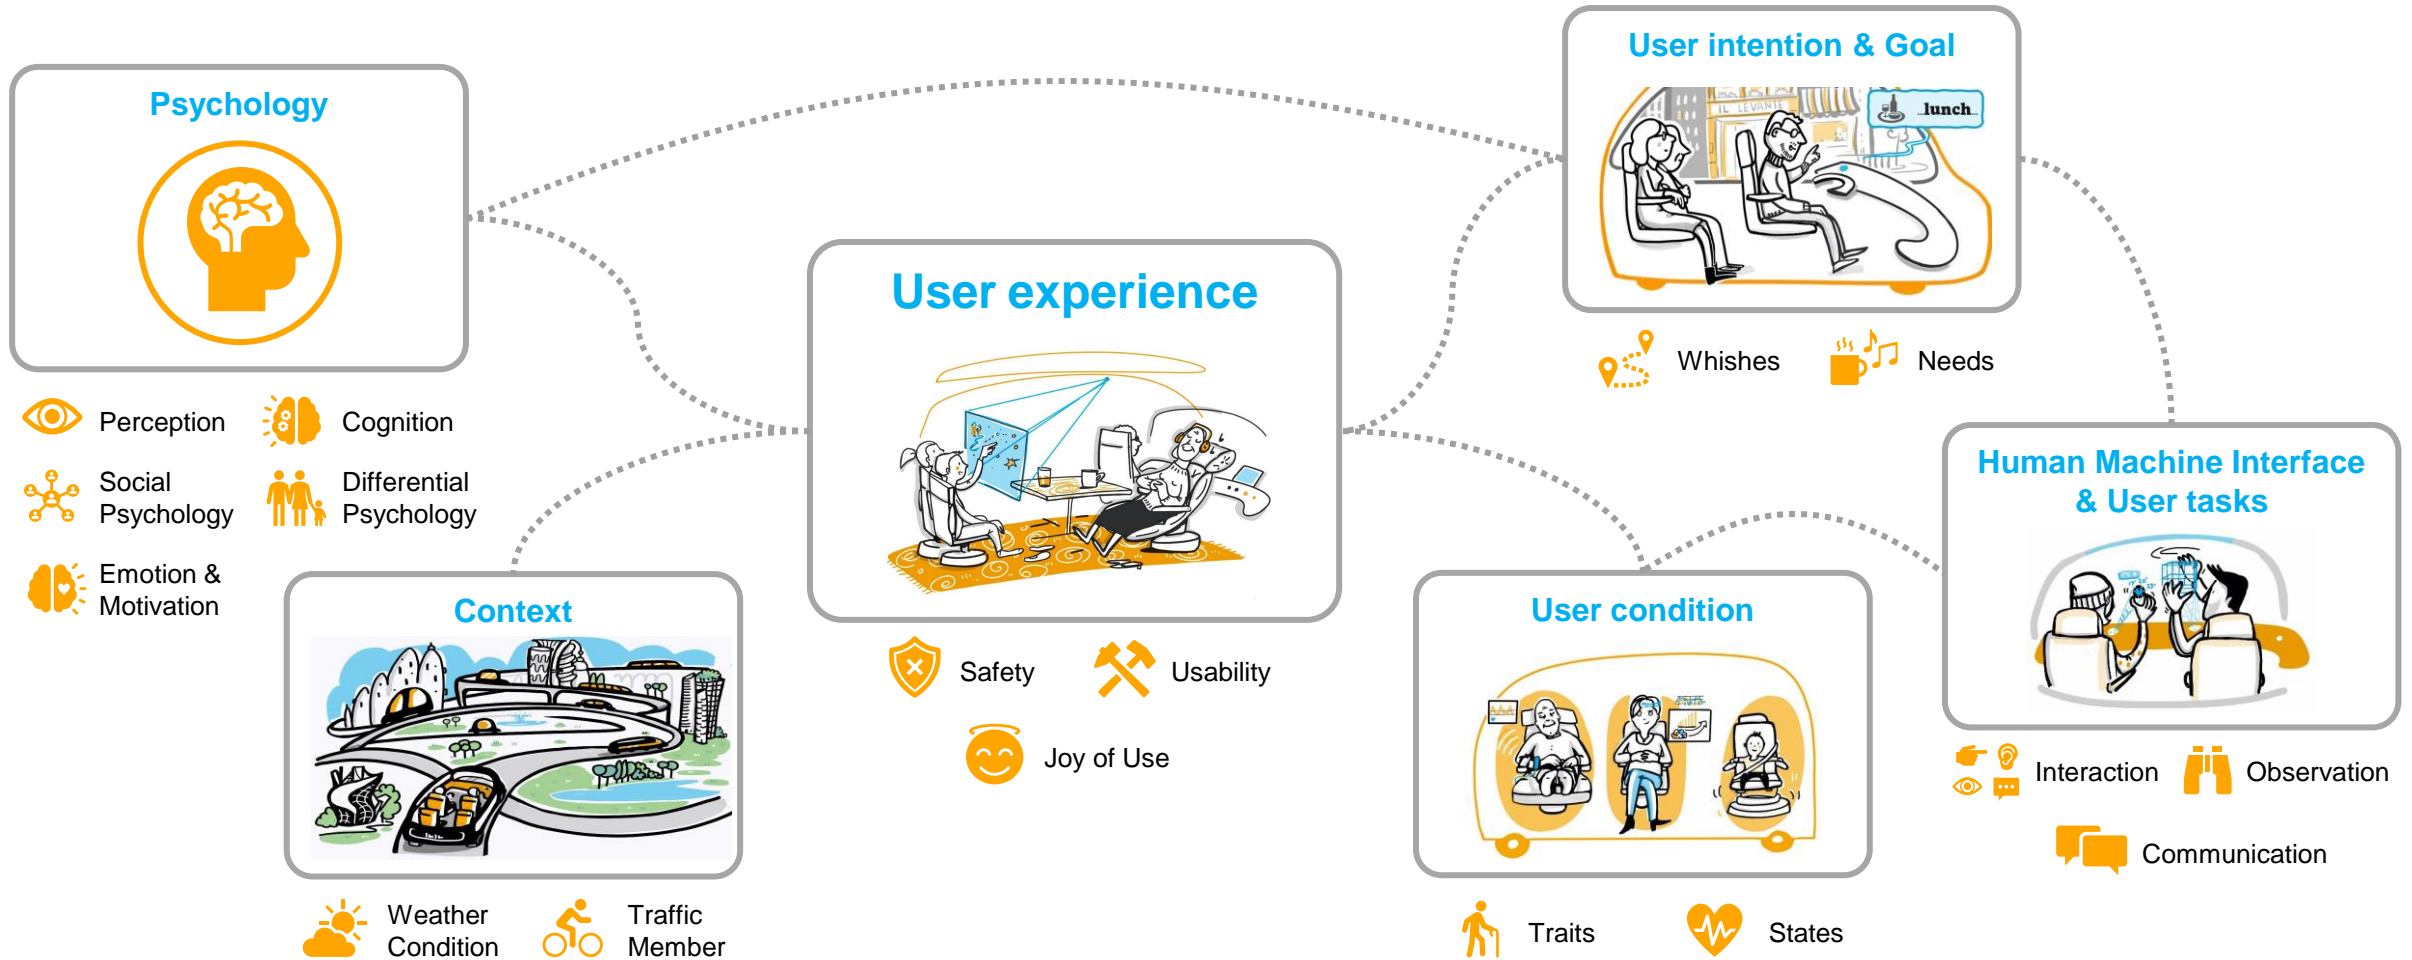 Psychology
Perception
Cognition
Social
Psychology
Differential
Psychology
Emotion &
Motivation
Context
Weather
Condition
Traffic
Member
User experience
Safety
Usability
Joy of Use
User intention & Goal
IL LEVANTE
...lunch...
Whishes
Needs
User condition
Traits
States
Human Machine Interface
& User tasks
Interaction
Observation
Communication